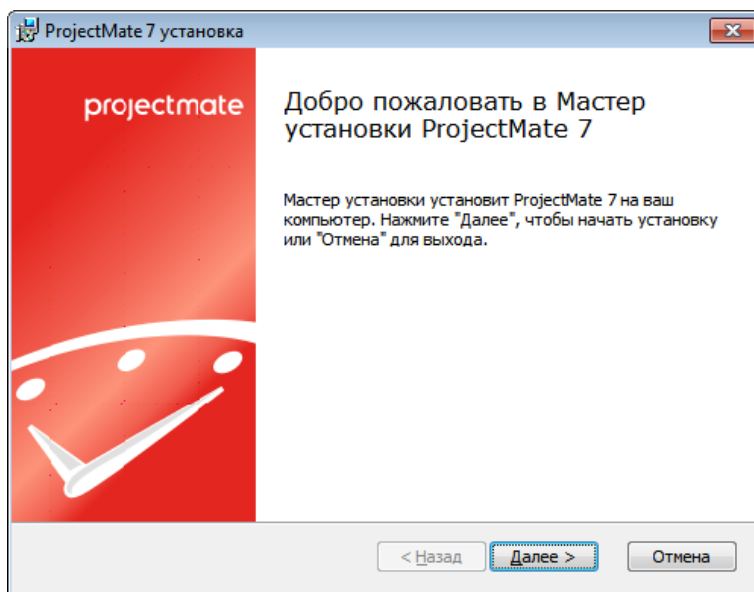 ProjectMate 7 установка
projectmate
Добро пожаловать в Мастер
установки ProjectMate 7
Мастер установки установит ProjectMate 7 на ваш
компьютер. Нажмите "Далее", чтобы начать установку
или "Отмена" для выхода.
< Назад
Далее >
Отмена